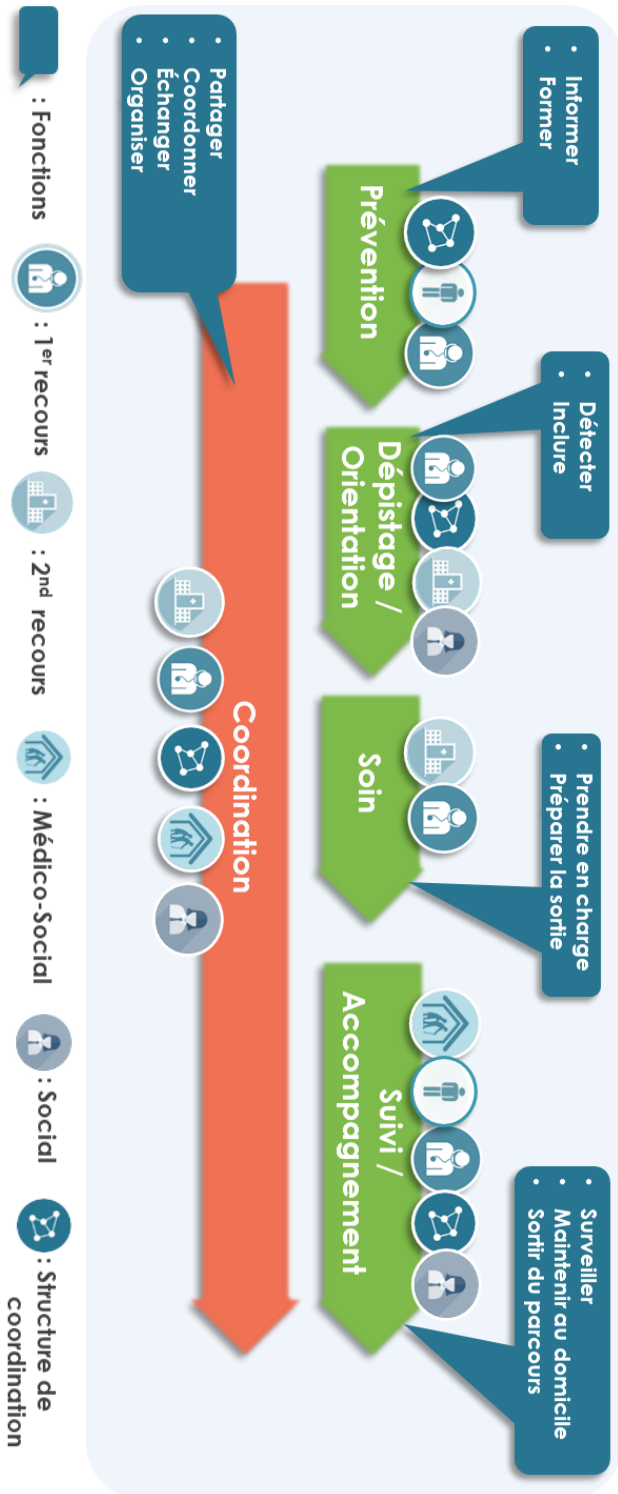 • Informer
• Former
• Détecter
• Inclure
• Prendre en charge
• Préparer la sortie
• Surveiller
• Maintenir au domicile
• Sortir du parcours
Prévention
Dépistage /
Orientation
Soin
Suivi /
Accompagnement
Coordination
• Partager
• Coordonner
• Échanger
• Organiser
: Fonctions
: 1er recours
: 2nd recours
: Médico-Social
: Social
: Structure de
coordination